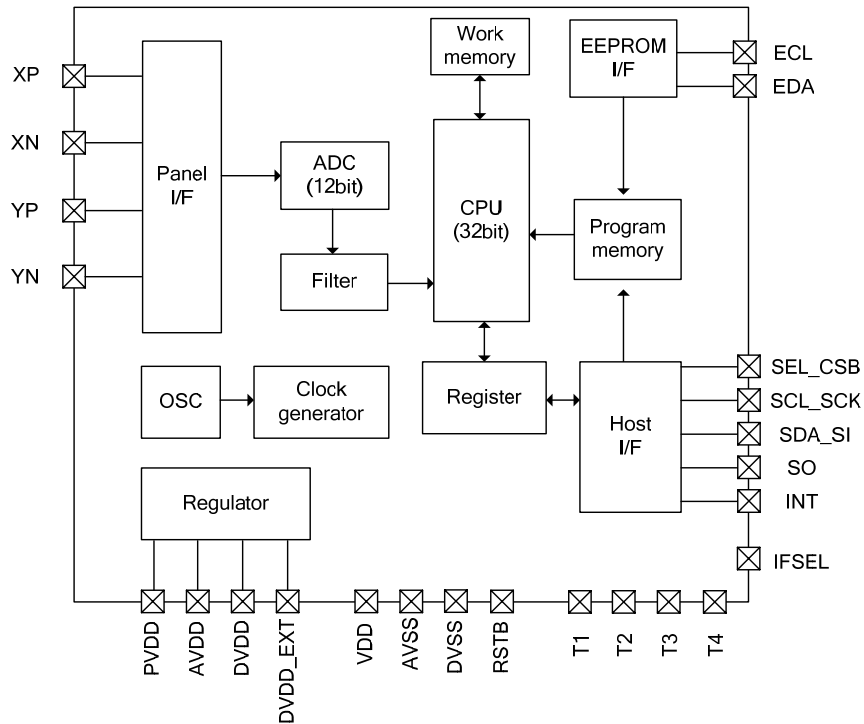 Work
memory
EEPROM
I/F
ECL
EDA
XP
XN
YP
YN
Panel
I/F
ADC
(12bit)
CPU
(32bit)
Program
memory
Filter
OSC
Clock
generator
Register
Host
I/F
SEL_CSB
SCL_SCK
SDA_SI
SO
INT
IFSEL
Regulator
PVDD
AVDD
DVDD
DVDD_EXT
VDD
AVSS
DVSS
RSTB
T1
T2
T3
T4